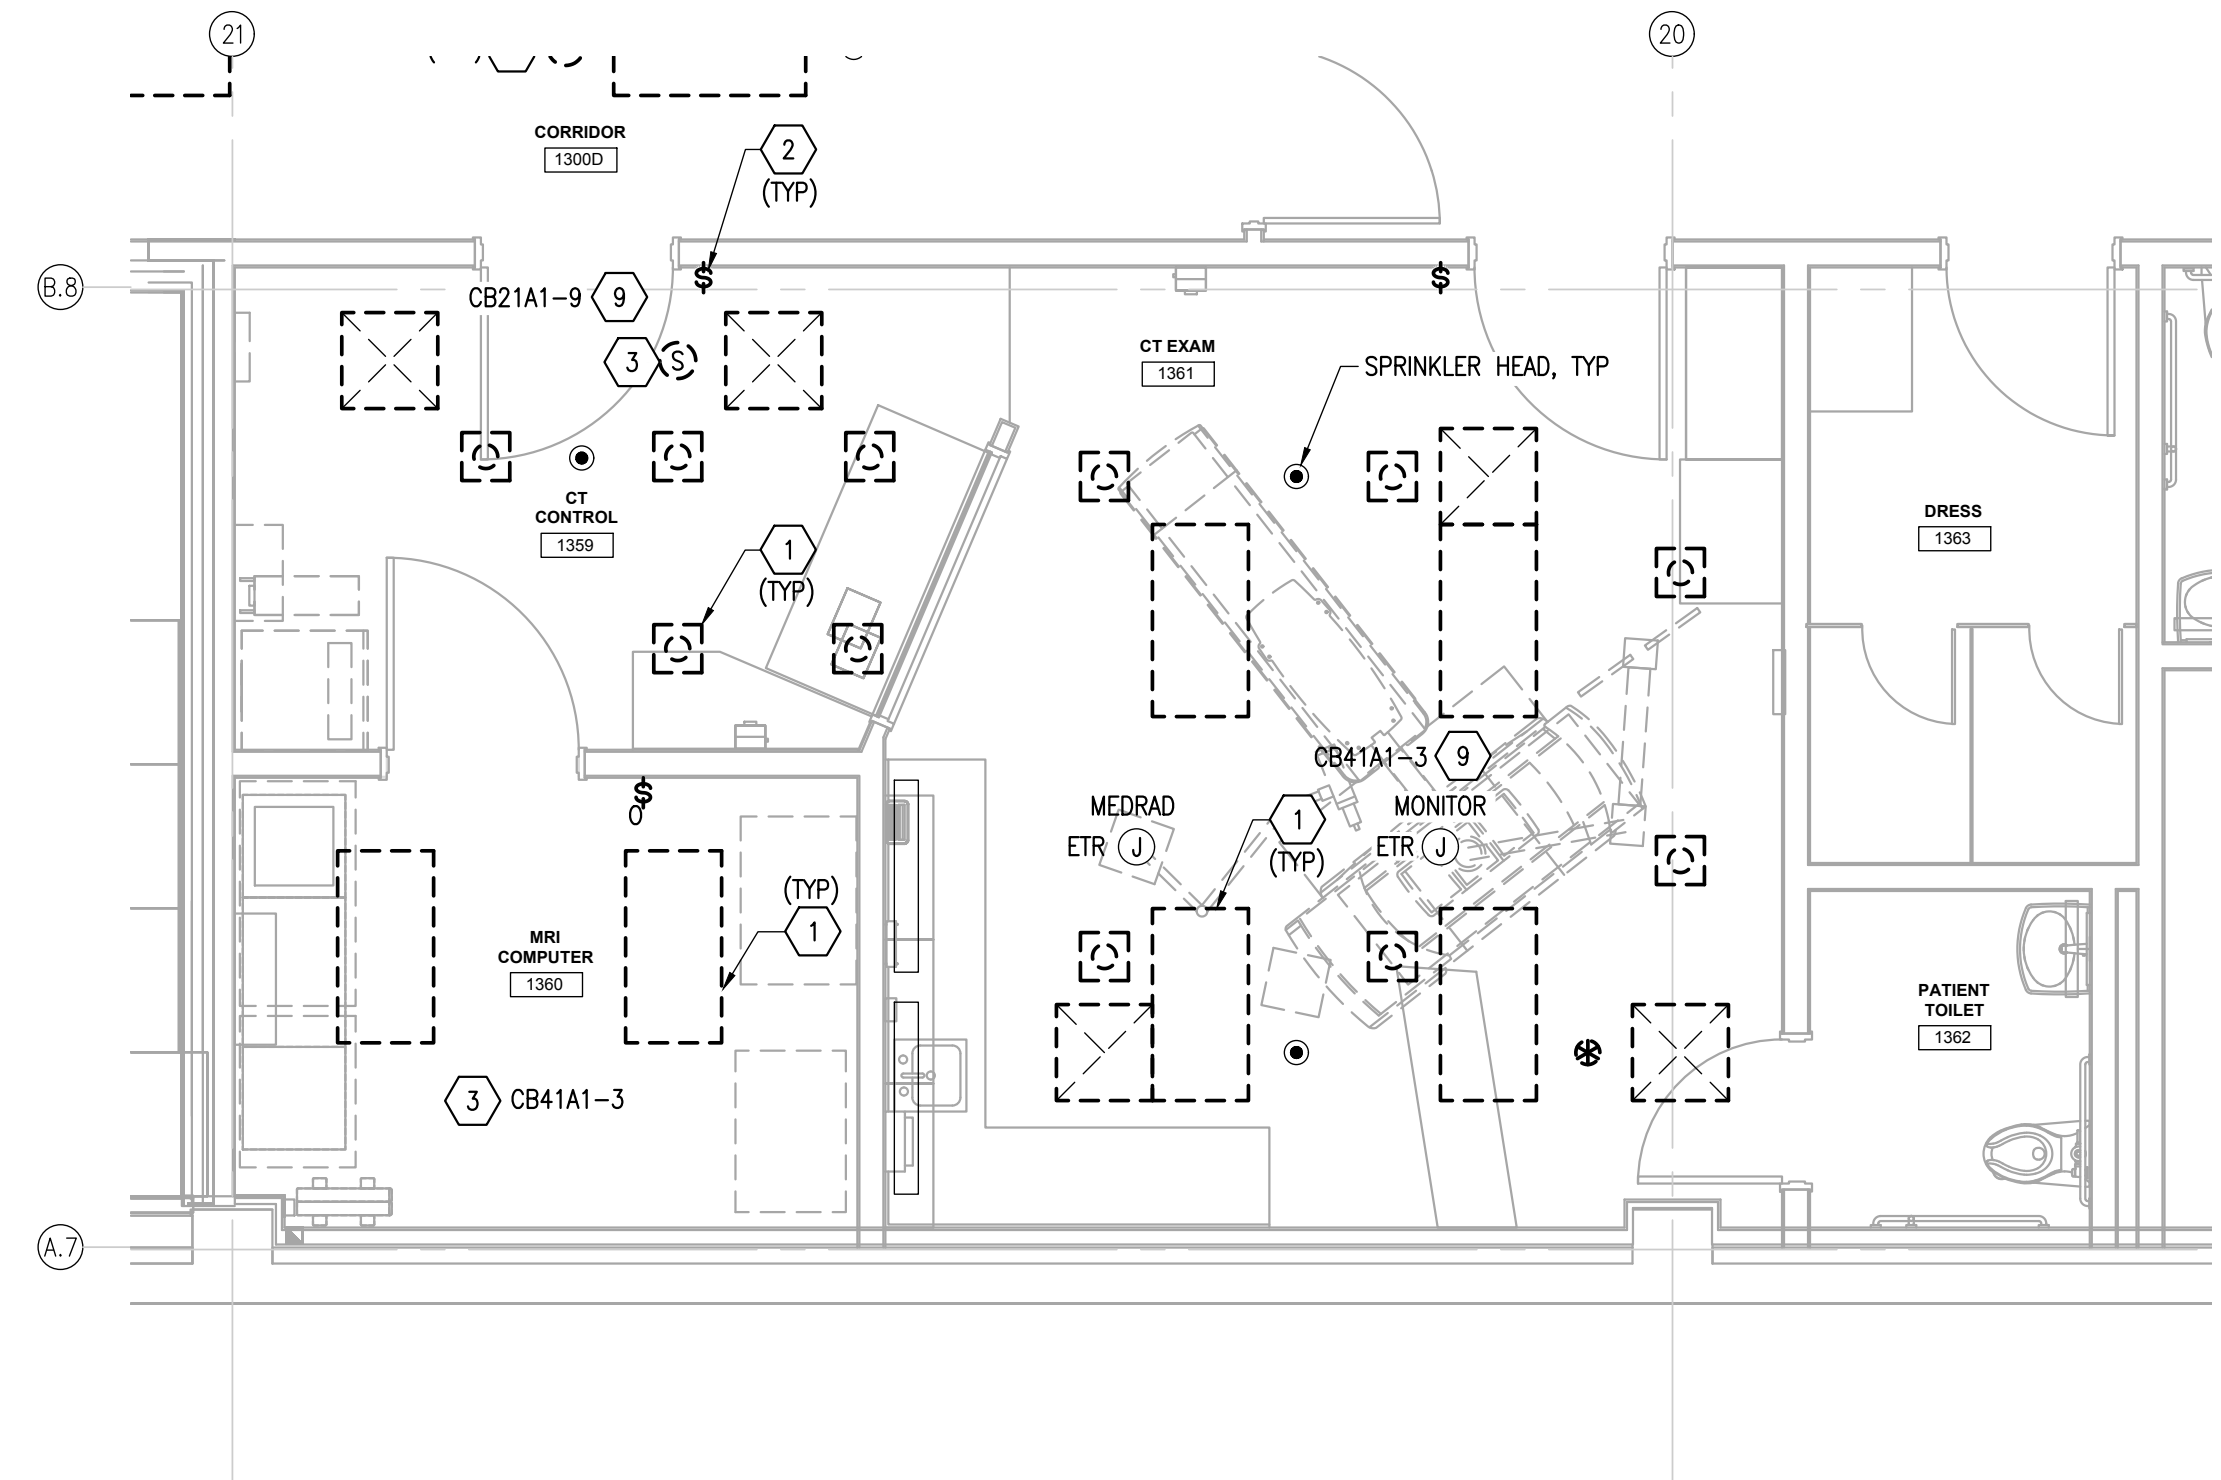 21
20
CORRIDOR
1300D
2
(TYP)
B.8
CB21A1-9
9
$
$
3
S
CT EXAM
1361
SPRINKLER HEAD, TYP
CT
CONTROL
1359
1
(TYP)
DRESS
1363
CB41A1-3
9
$
O
MEDRAD
ETR
J
1
(TYP)
MONITOR
ETR
J
(TYP)
1
MRI
COMPUTER
1360
PATIENT
TOILET
1362
3
CB41A1-3
A.7